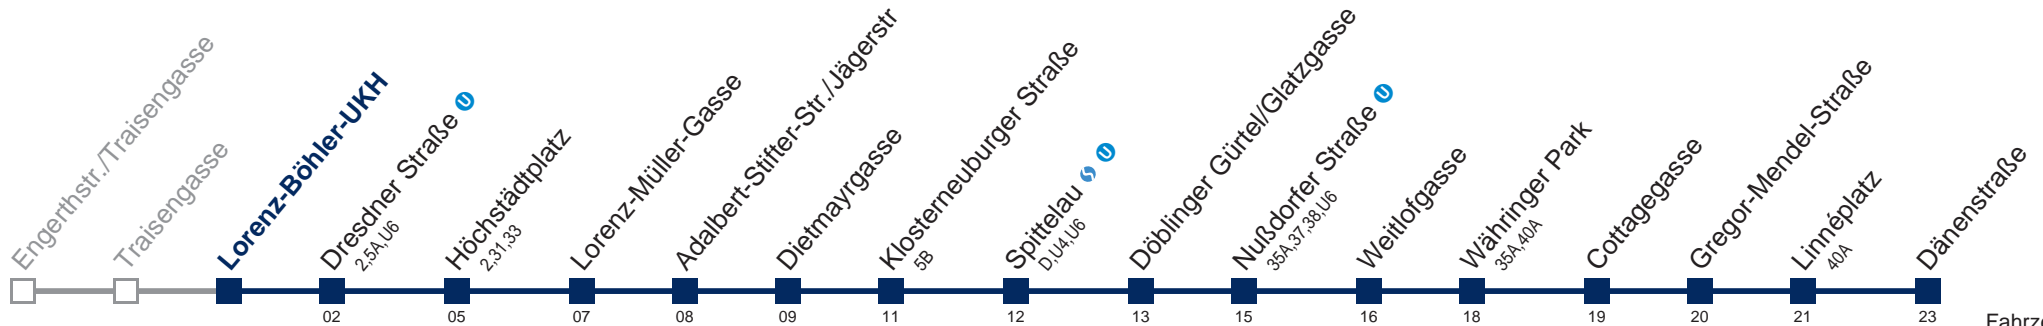 Engerthstr./Traisengasse
Traisengasse
Lorenz-Böhler-UKH
Dresdner Straße U
2,5A,U6
Höchstädtplatz
2,31,33
Lorenz-Müller-Gasse
Adalbert-Stifter-Str./Jägerstr
Dietmayrgasse
Klosterneuburger Straße
5B
Spittelau S U
D,U4,U6
Döblinger Gürtel/Glatzgasse
Nußdorfer Straße U
35A,37,38,U6
Weitlofgasse
Währinger Park
35A,40A
Cottagegasse
Gregor-Mendel-Straße
Linnéplatz
40A
Dänenstraße
02 05 07 08 09 11 12 13 15 16 18 19 20 21 23